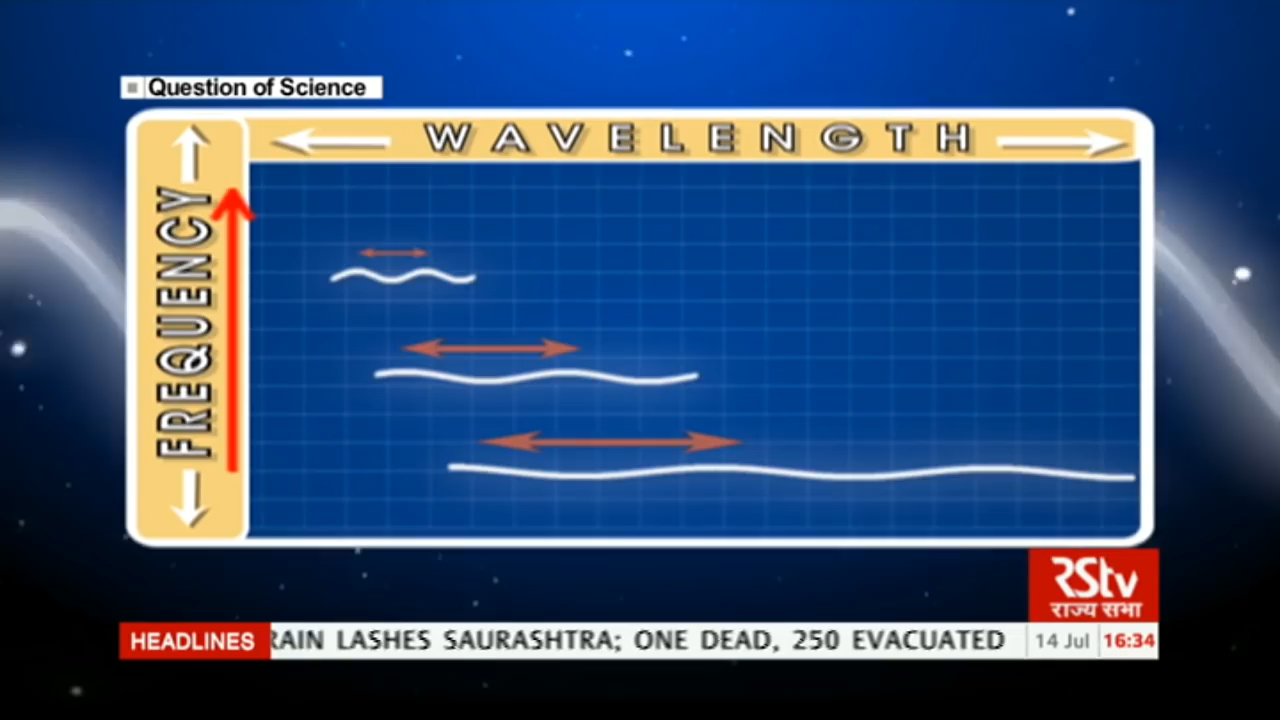 Question of Science
WAVELENGTH
FREQUENCY
RStv
राज्य सभा
HEADLINES
RAIN LASHES SAURASHTRA; ONE DEAD, 250 EVACUATED
14 Jul
16:34